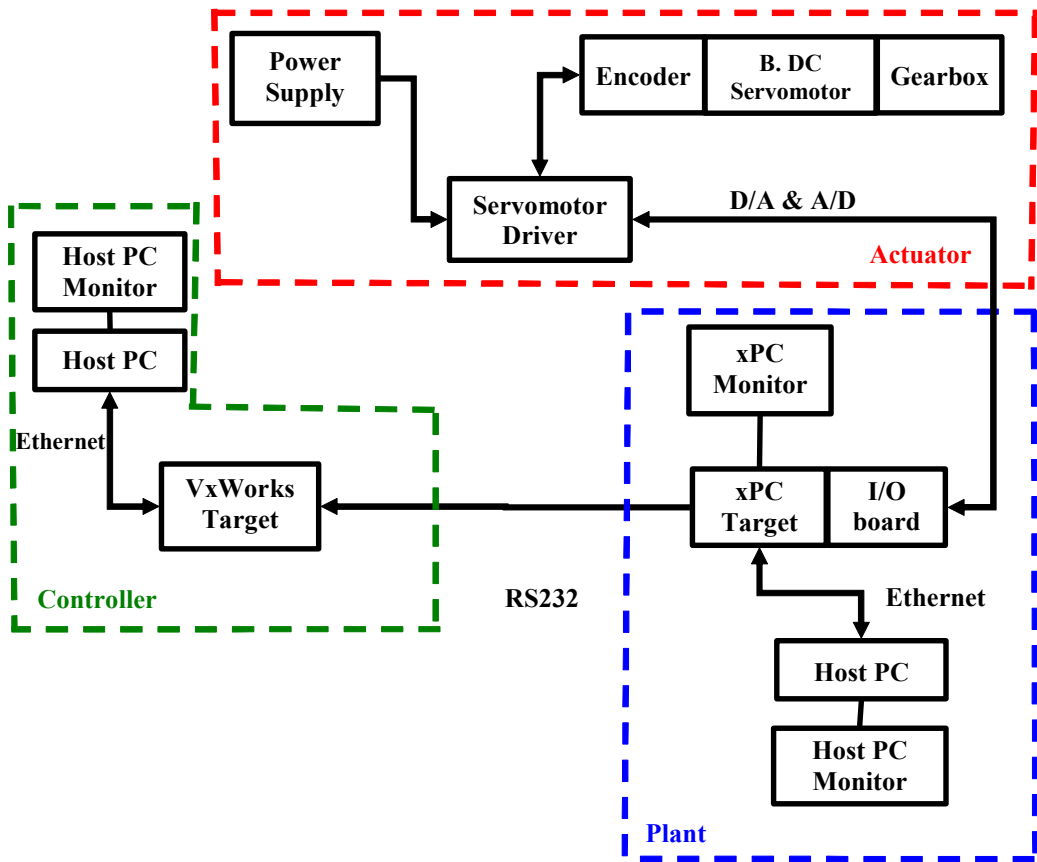 Power
Supply
Encoder
B. DC
Servomotor
Gearbox
Servomotor
Driver
D/A & A/D
Actuator
Host PC
Monitor
Host PC
Ethernet
VxWorks
Target
Controller
RS232
xPC
Monitor
xPC
Target
I/O
board
Ethernet
Host PC
Host PC
Monitor
Plant